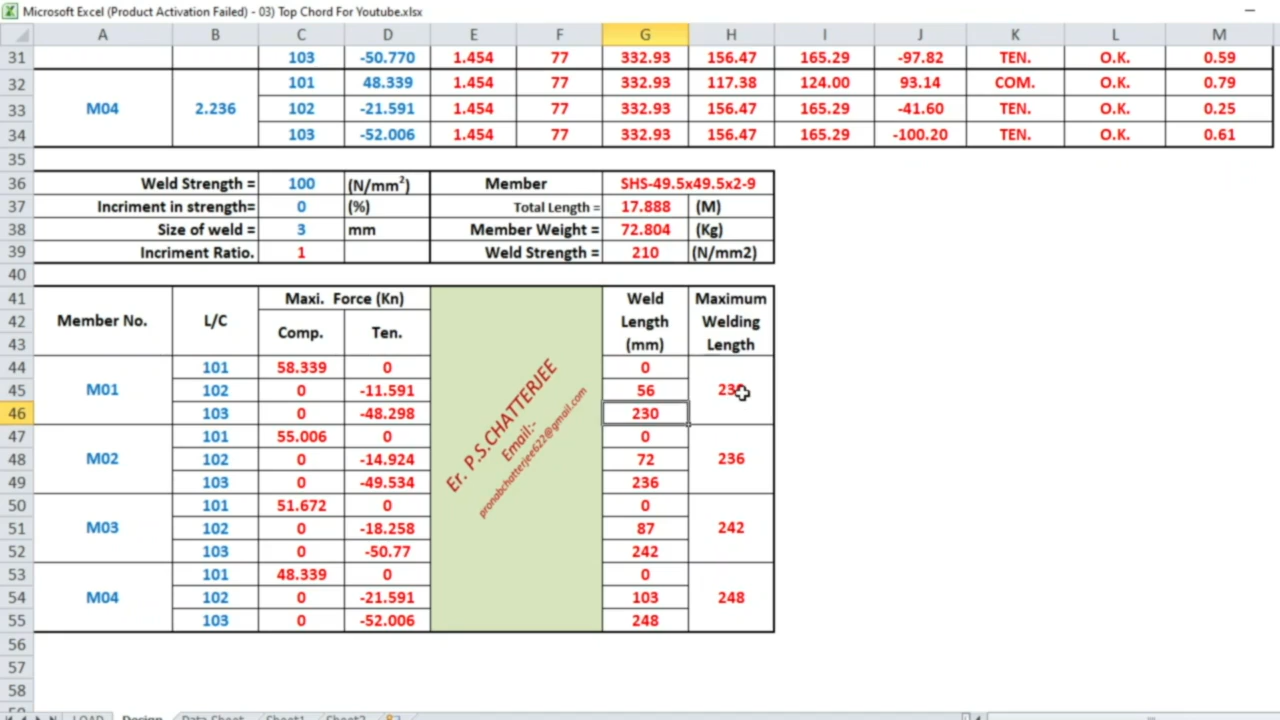 Microsoft Excel (Product Activation Failed) - 03) Top Chord For Youtube.xlsx
A B C D E F G H I J K L M
31 103 -50.770 1.454 77 332.93 156.47 165.29 -97.82 TEN. O.K. 0.59
32 101 48.339 1.454 77 332.93 117.38 124.00 93.14 COM. O.K. 0.79
33 M04 2.236 102 -21.591 1.454 77 332.93 156.47 165.29 -41.60 TEN. O.K. 0.25
34 103 -52.006 1.454 77 332.93 156.47 165.29 -100.20 TEN. O.K. 0.61
35
36 Weld Strength = 100 (N/mm²) Member SHS-49.5x49.5x2-9
37 Incriment in strength= 0 (%) Total Length = 17.888 (M)
38 Size of weld = 3 mm Member Weight = 72.804 (Kg)
39 Incriment Ratio. 1 Weld Strength = 210 (N/mm2)
40
41 Maxi. Force (Kn) Weld Maximum
42 Member No. L/C Comp. Ten. Length Welding
43 (mm) Length
44 101 58.339 0 0
45 M01 102 0 -11.591 56
46 103 0 -48.298 230
47 101 55.006 0 0
48 M02 102 0 -14.924 72 236
49 103 0 -49.534 236
50 101 51.672 0 0
51 M03 102 0 -18.258 87 242
52 103 0 -50.77 242
53 101 48.339 0 0
54 M04 102 0 -21.591 103 248
55 103 0 -52.006 248
Er. P.S.CHATTERJEE
Email:-
pronabchatterjee622@gmail.com
56
57
58
LOAD Design Data Sheet Sheet1 Sheet2